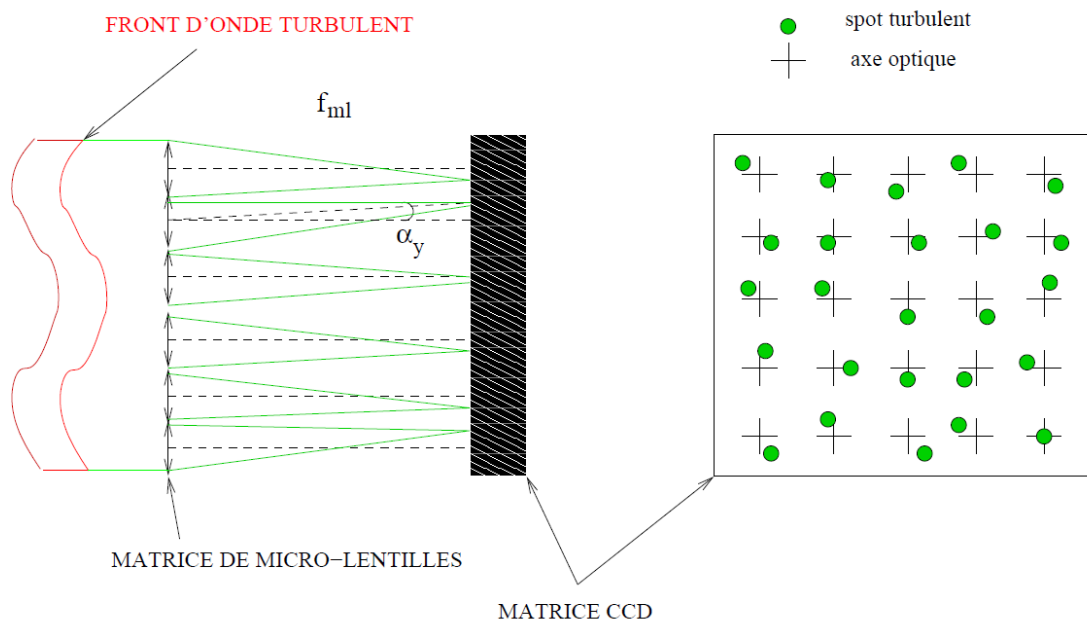 FRONT D'ONDE TURBULENT
spot turbulent
axe optique
f_ml
α_y
MATRICE DE MICRO−LENTILLES
MATRICE CCD